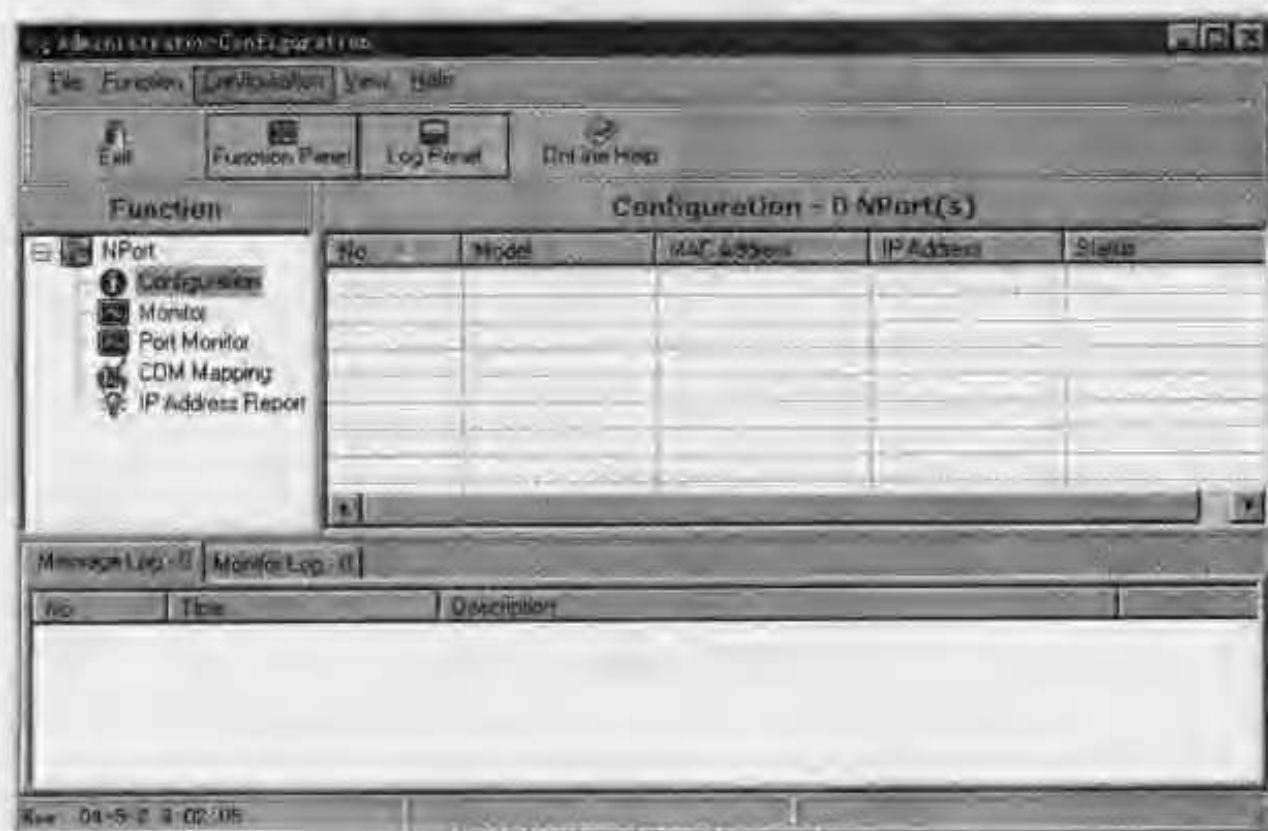 Administrator-Configuration
File Function Configuration View Help
Exit Function Panel Log Panel OnLine Help
Function
Configuration - 0 NPort(s)
NPort
Configuration
Monitor
Port Monitor
COM Mapping
IP Address Report
No. Model MAC Address IP Address Status
Message Log - 0 Monitor Log - 0
No. Time Description